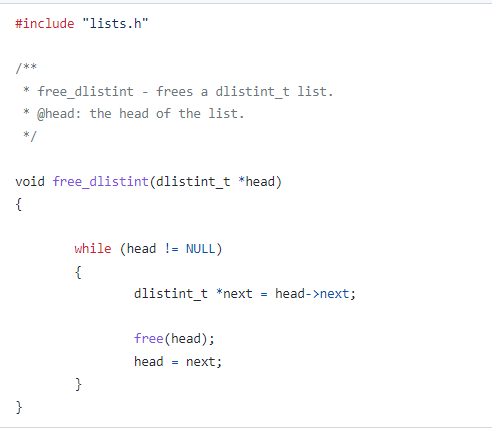 #include "lists.h"
/**
 * free_dlistint - frees a dlistint_t list.
 * @head: the head of the list.
 */
void free_dlistint(dlistint_t *head)
{
        while (head != NULL)
        {
                dlistint_t *next = head->next;
                free(head);
                head = next;
        }
}